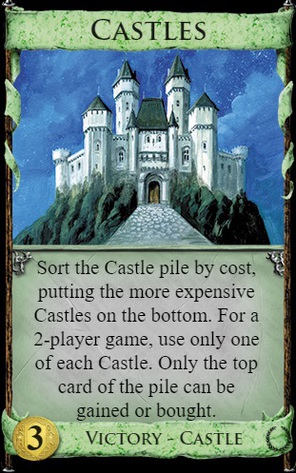 CASTLES
Sort the Castle pile by cost,
putting the more expensive
Castles on the bottom. For a
2-player game, use only one
of each Castle. Only the top
card of the pile can be
gained or bought.
3
VICTORY - CASTLE